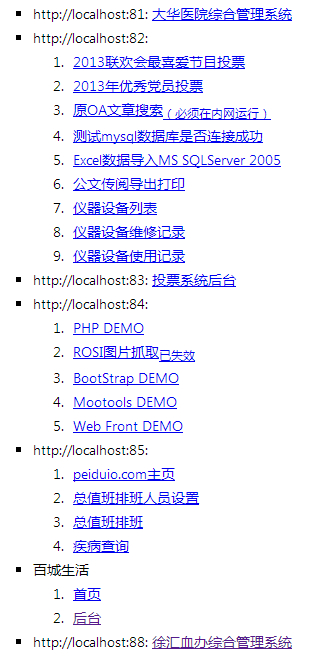 http://localhost:81: 大华医院综合管理系统
http://localhost:82:
1. 2013联欢会最喜爱节目投票
2. 2013年优秀党员投票
3. 原OA文章搜索（必须在内网运行）
4. 测试mysql数据库是否连接成功
5. Excel数据导入MS SQLServer 2005
6. 公文传阅导出打印
7. 仪器设备列表
8. 仪器设备维修记录
9. 仪器设备使用记录
http://localhost:83: 投票系统后台
http://localhost:84:
1. PHP DEMO
2. ROSI图片抓取已失效
3. BootStrap DEMO
4. Mootools DEMO
5. Web Front DEMO
http://localhost:85:
1. peiduio.com主页
2. 总值班排班人员设置
3. 总值班排班
4. 疾病查询
百城生活
1. 首页
2. 后台
http://localhost:88: 徐汇血办综合管理系统